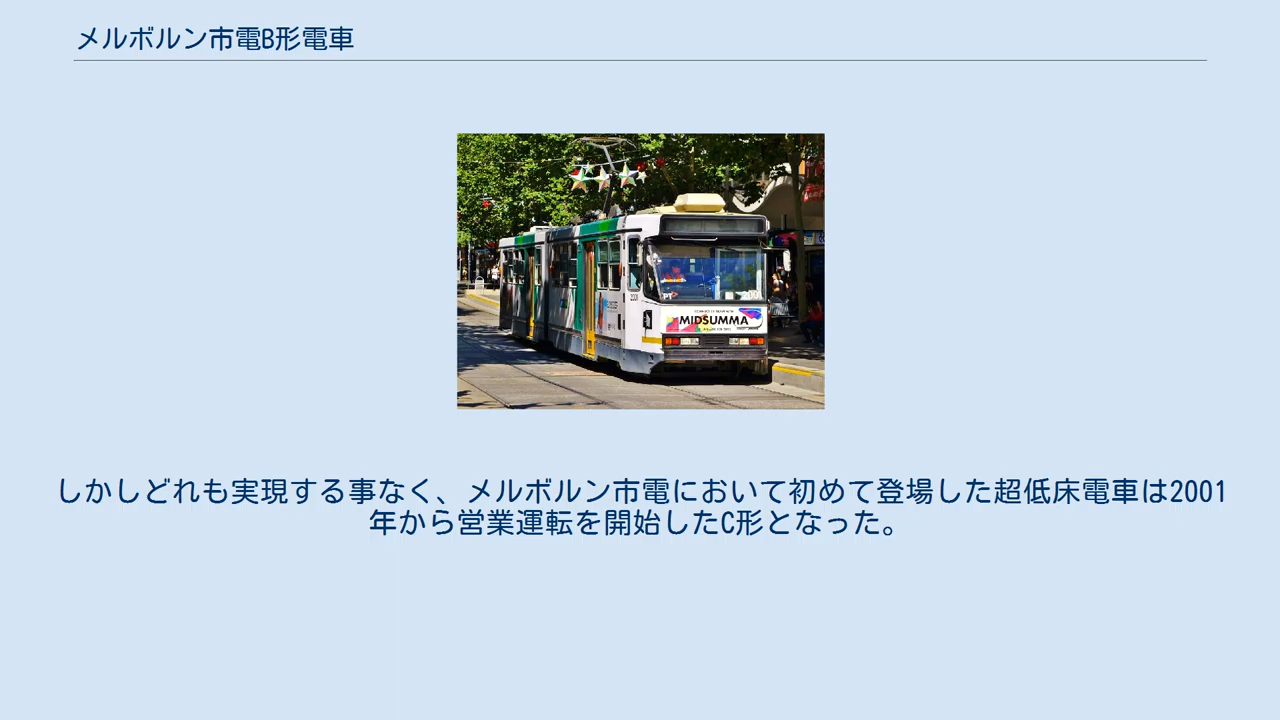 メルボルン市電B形電車
MIDSUMMA
しかしどれも実現する事なく、メルボルン市電において初めて登場した超低床電車は2001
年から営業運転を開始したC形となった。